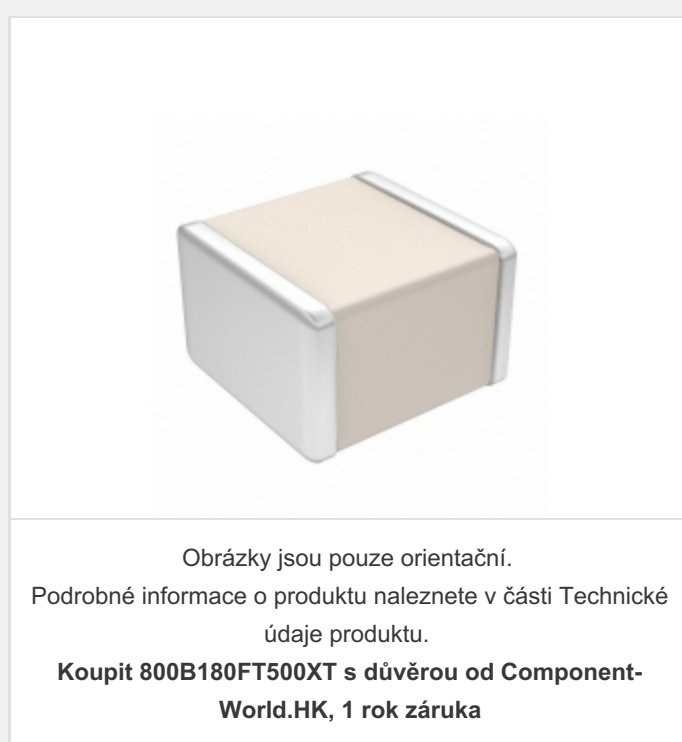 Obrázky jsou pouze orientační.
Podrobné informace o produktu naleznete v části Technické
údaje produktu.
Koupit 800B180FT500XT s důvěrou od Component-
World.HK, 1 rok záruka